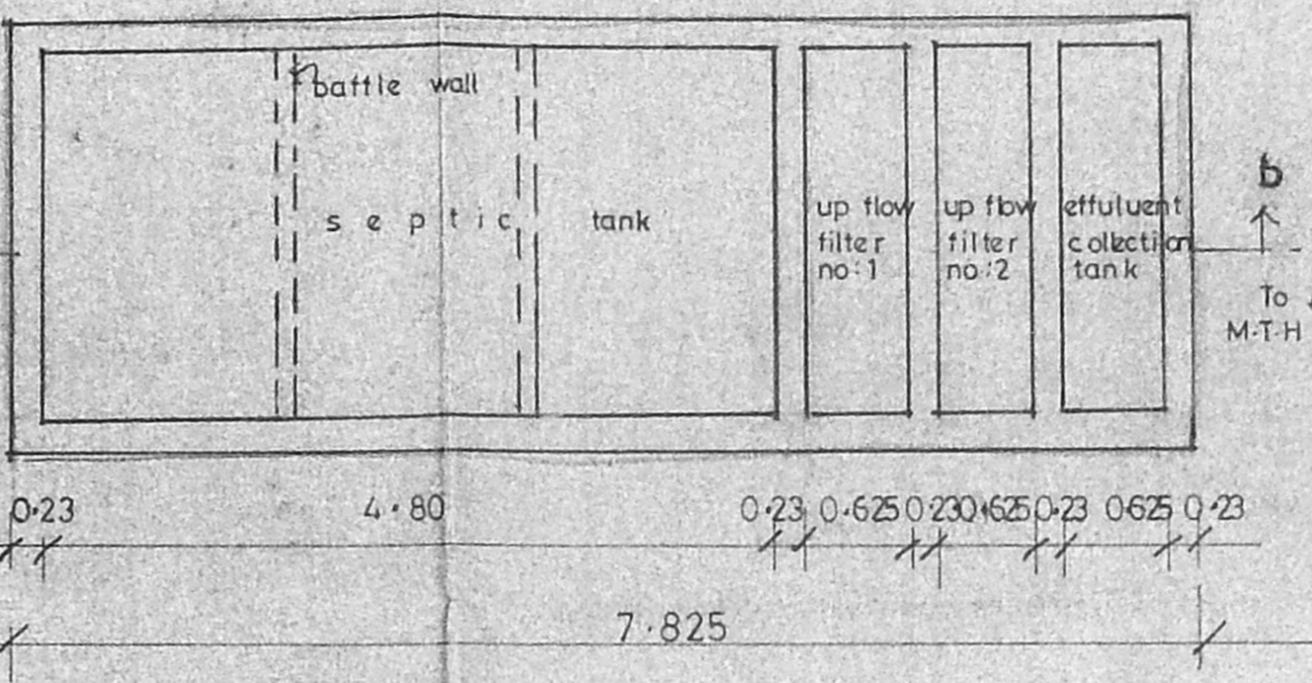 battle wall
s e p t i c tank
up flow
filter
no:1
up flow
filter
no:2
effuluent
collection
tank
b
To
M.T.H
0.23 4.80 0.23 0.625 0.23 0.625 0.23 0.625 0.23
7.825